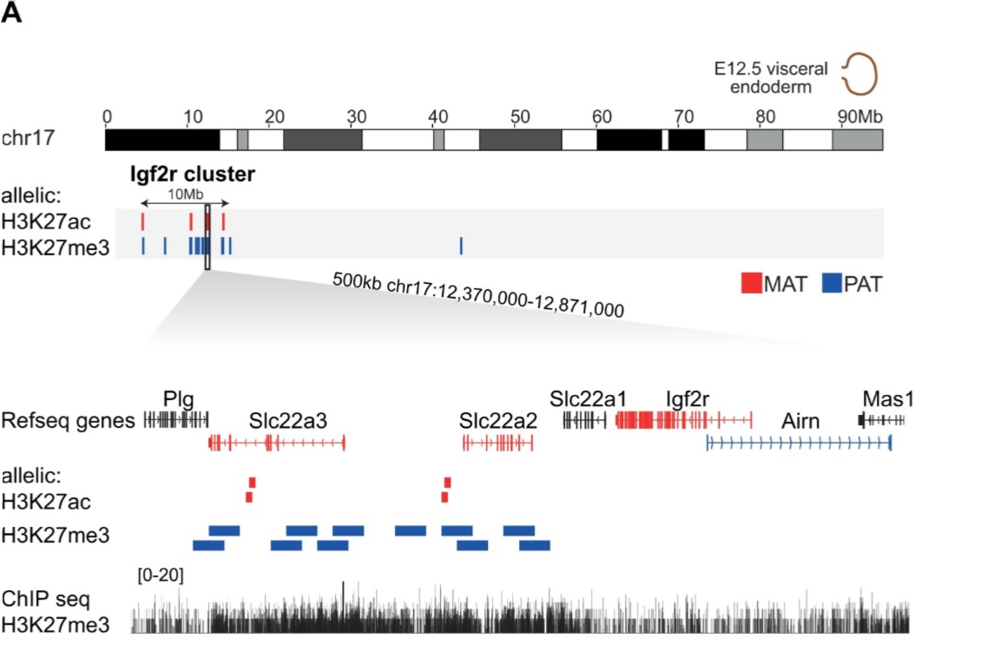 A
E12.5 visceral
endoderm
0 10 20 30 40 50 60 70 80 90Mb
chr17
Igf2r cluster
allelic:
10Mb
H3K27ac
H3K27me3
500kb chr17:12,370,000-12,871,000
MAT PAT
Plg Slc22a1 Igf2r Mas1
Refseq genes Slc22a3 Slc22a2 Airn
allelic:
H3K27ac
H3K27me3
[0-20]
ChIP seq
H3K27me3